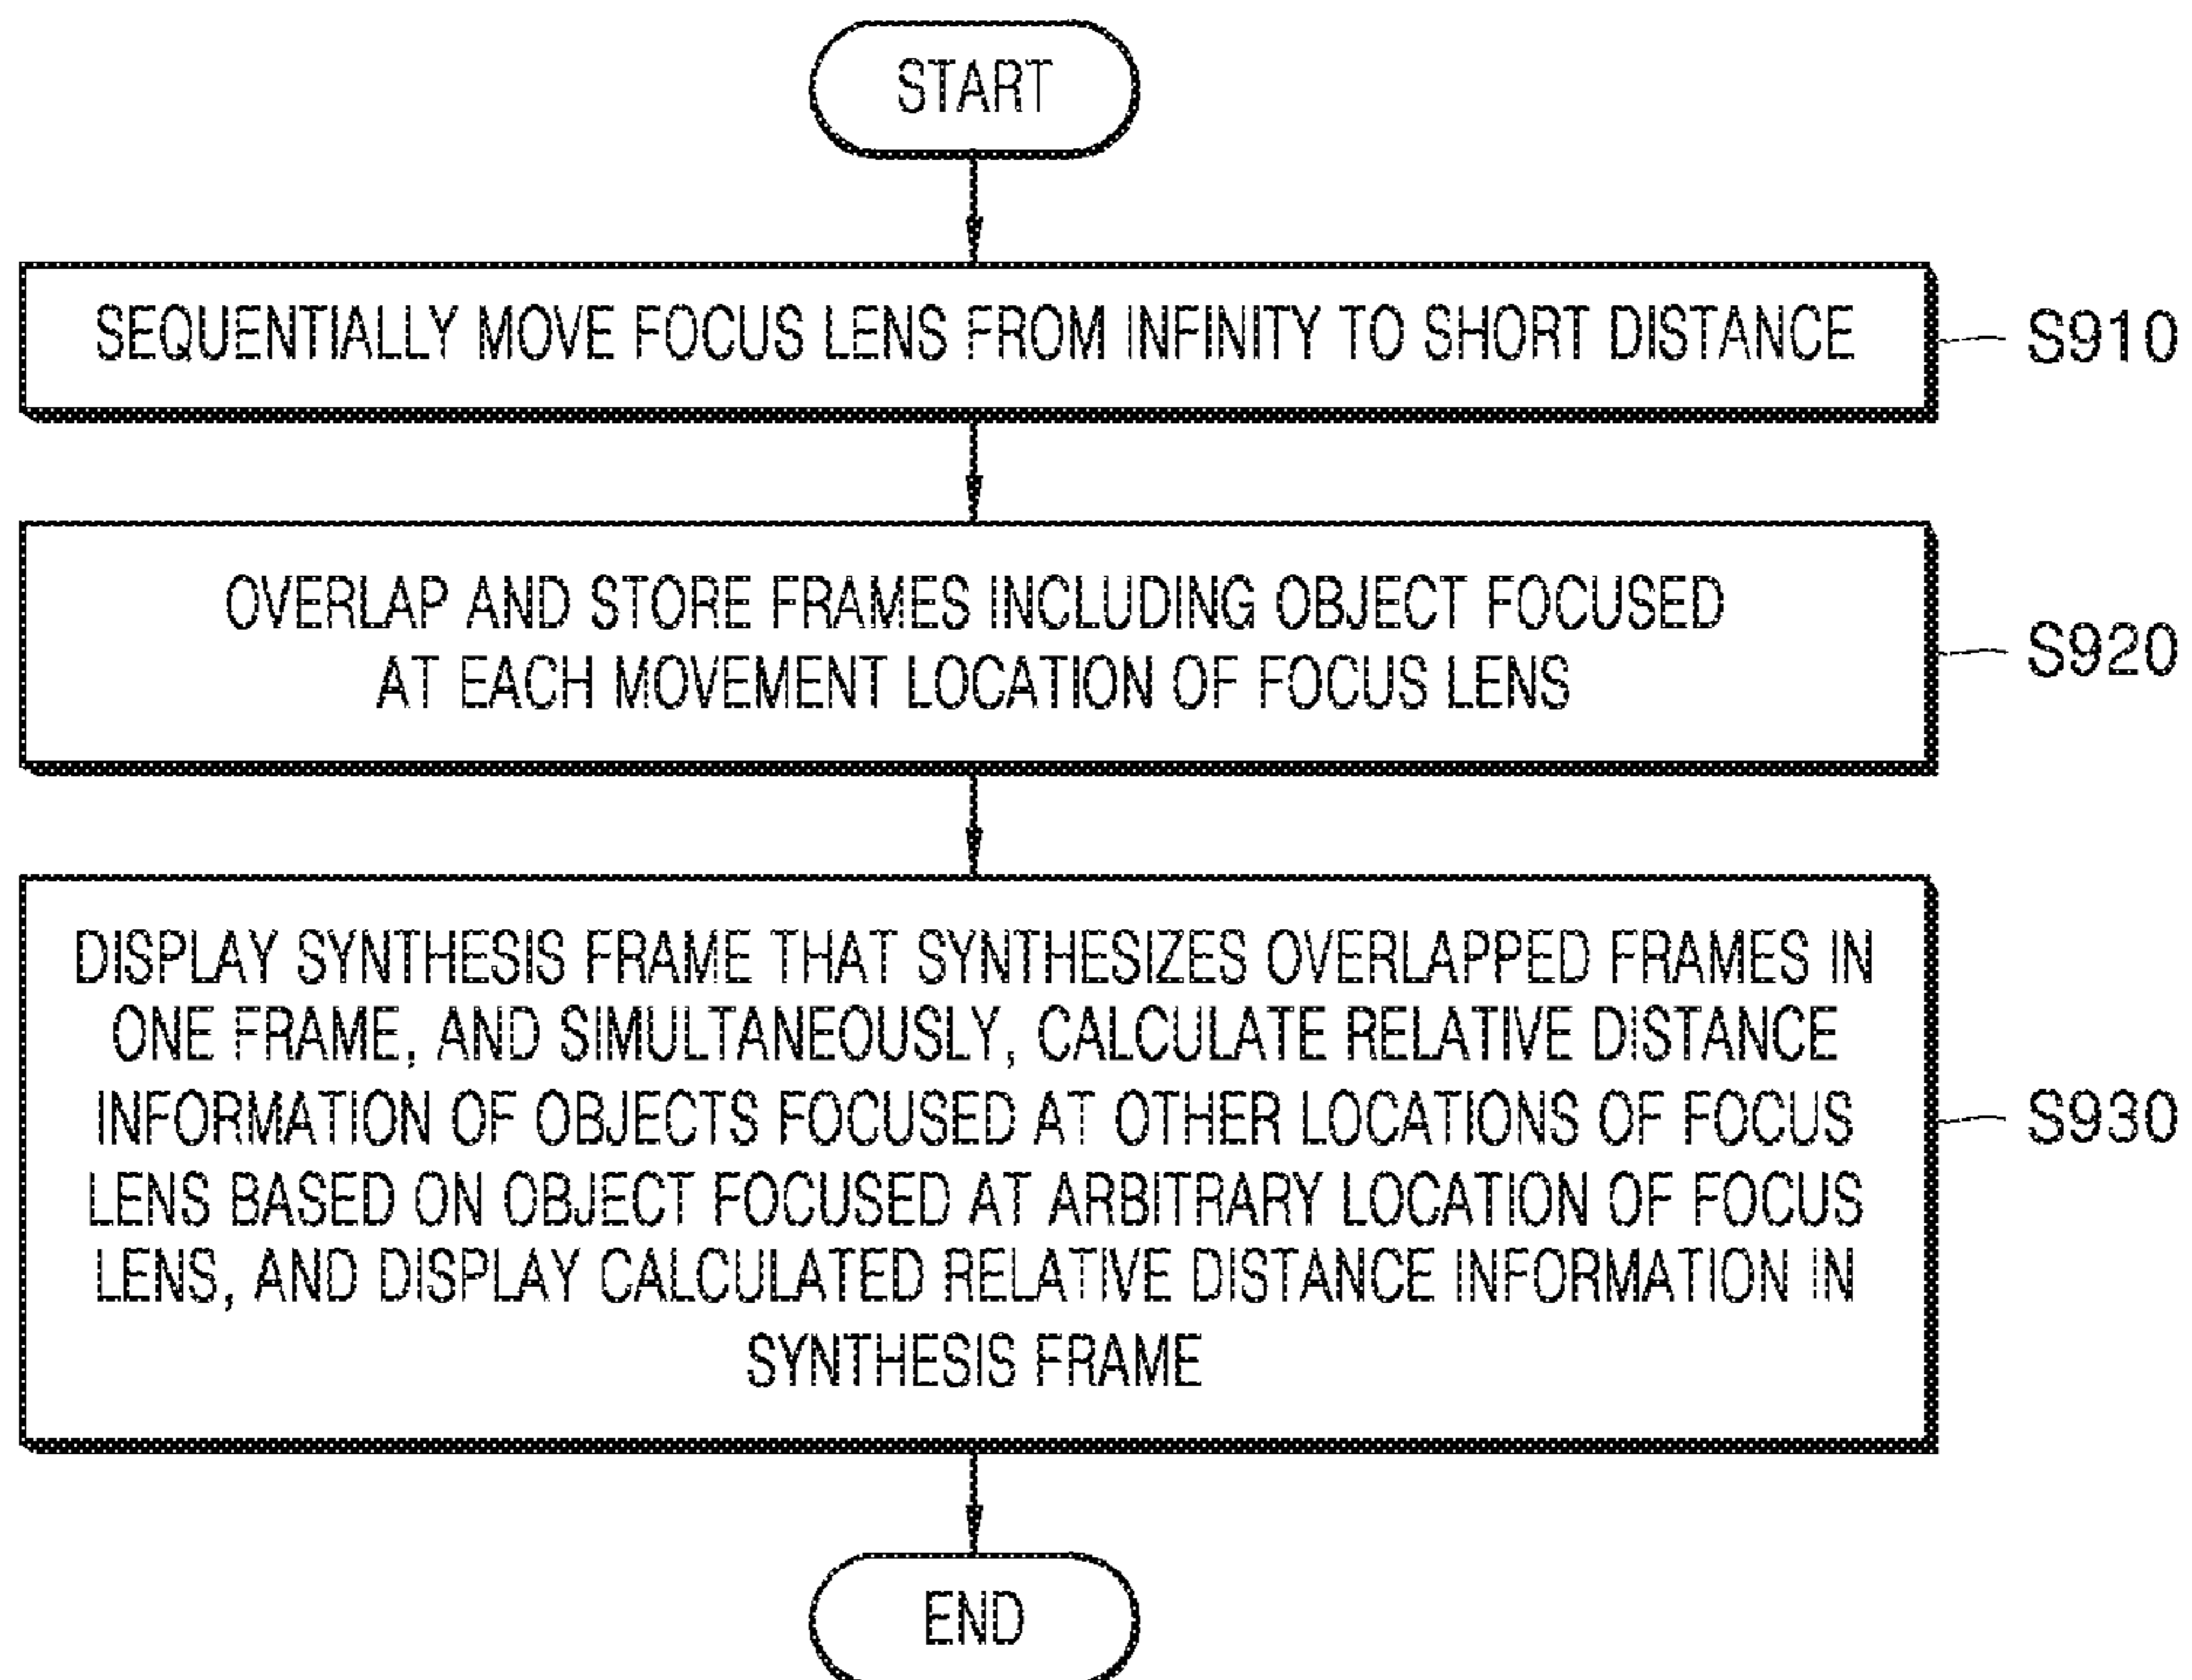 START
SEQUENTIALLY MOVE FOCUS LENS FROM INFINITY TO SHORT DISTANCE
S910
OVERLAP AND STORE FRAMES INCLUDING OBJECT FOCUSED
AT EACH MOVEMENT LOCATION OF FOCUS LENS
S920
DISPLAY SYNTHESIS FRAME THAT SYNTHESIZES OVERLAPPED FRAMES IN
ONE FRAME, AND SIMULTANEOUSLY, CALCULATE RELATIVE DISTANCE
INFORMATION OF OBJECTS FOCUSED AT OTHER LOCATIONS OF FOCUS
LENS BASED ON OBJECT FOCUSED AT ARBITRARY LOCATION OF FOCUS
LENS, AND DISPLAY CALCULATED RELATIVE DISTANCE INFORMATION IN
SYNTHESIS FRAME
S930
END